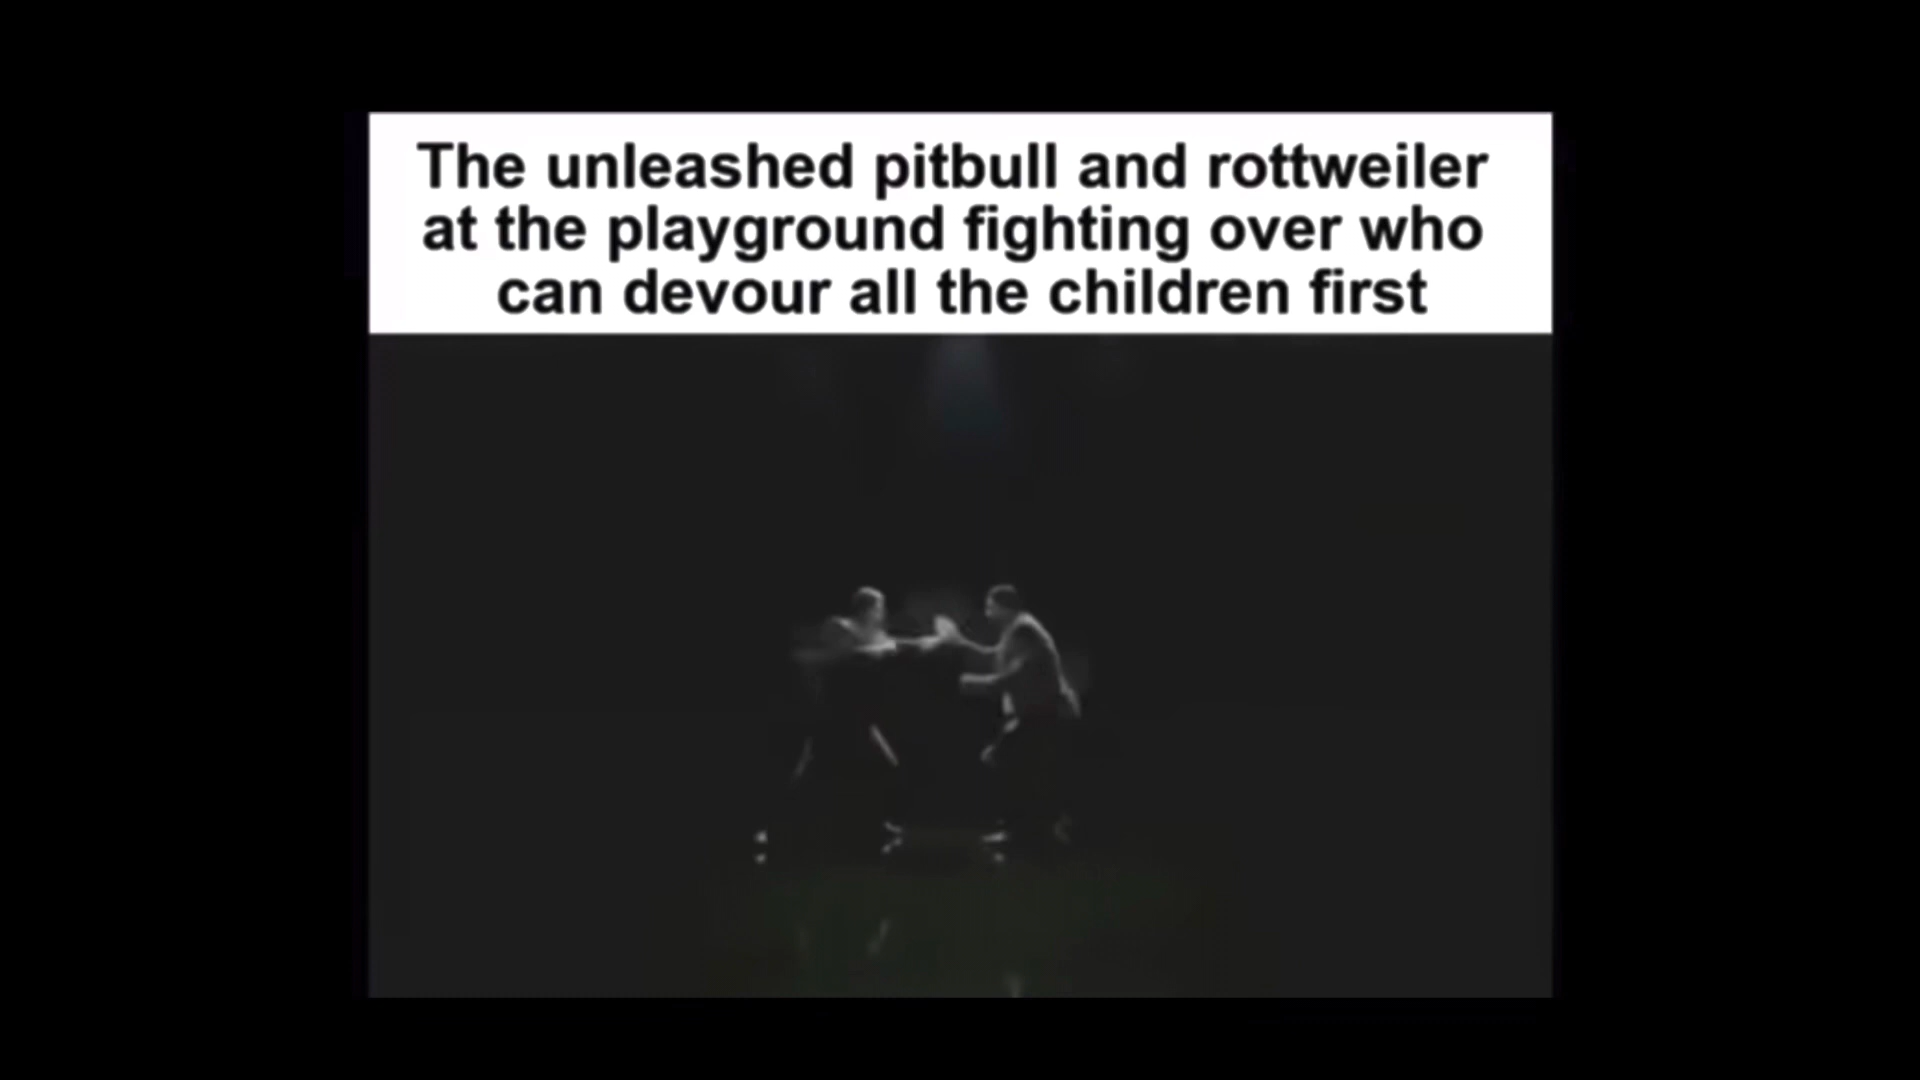 The unleashed pitbull and rottweiler
at the playground fighting over who
can devour all the children first